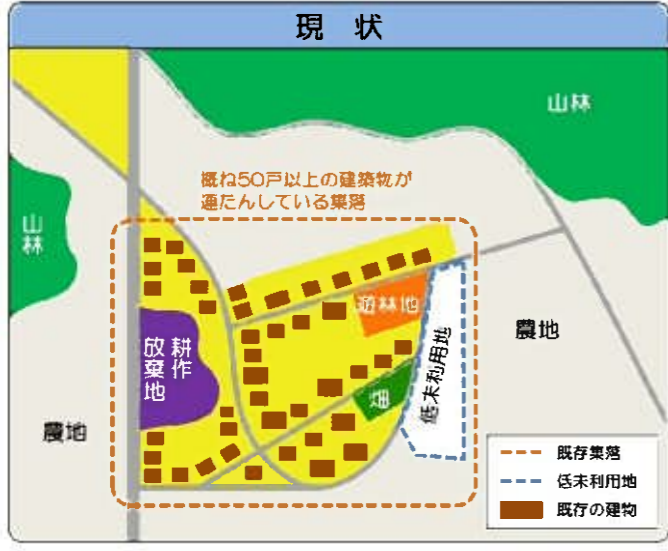 現 状
山林
概ね50戸以上の建築物が
連たんしている集落
山林
遊林地
農地
耕作
放棄地
低未利用地
畑
農地
既存集落
低未利用地
既存の建物